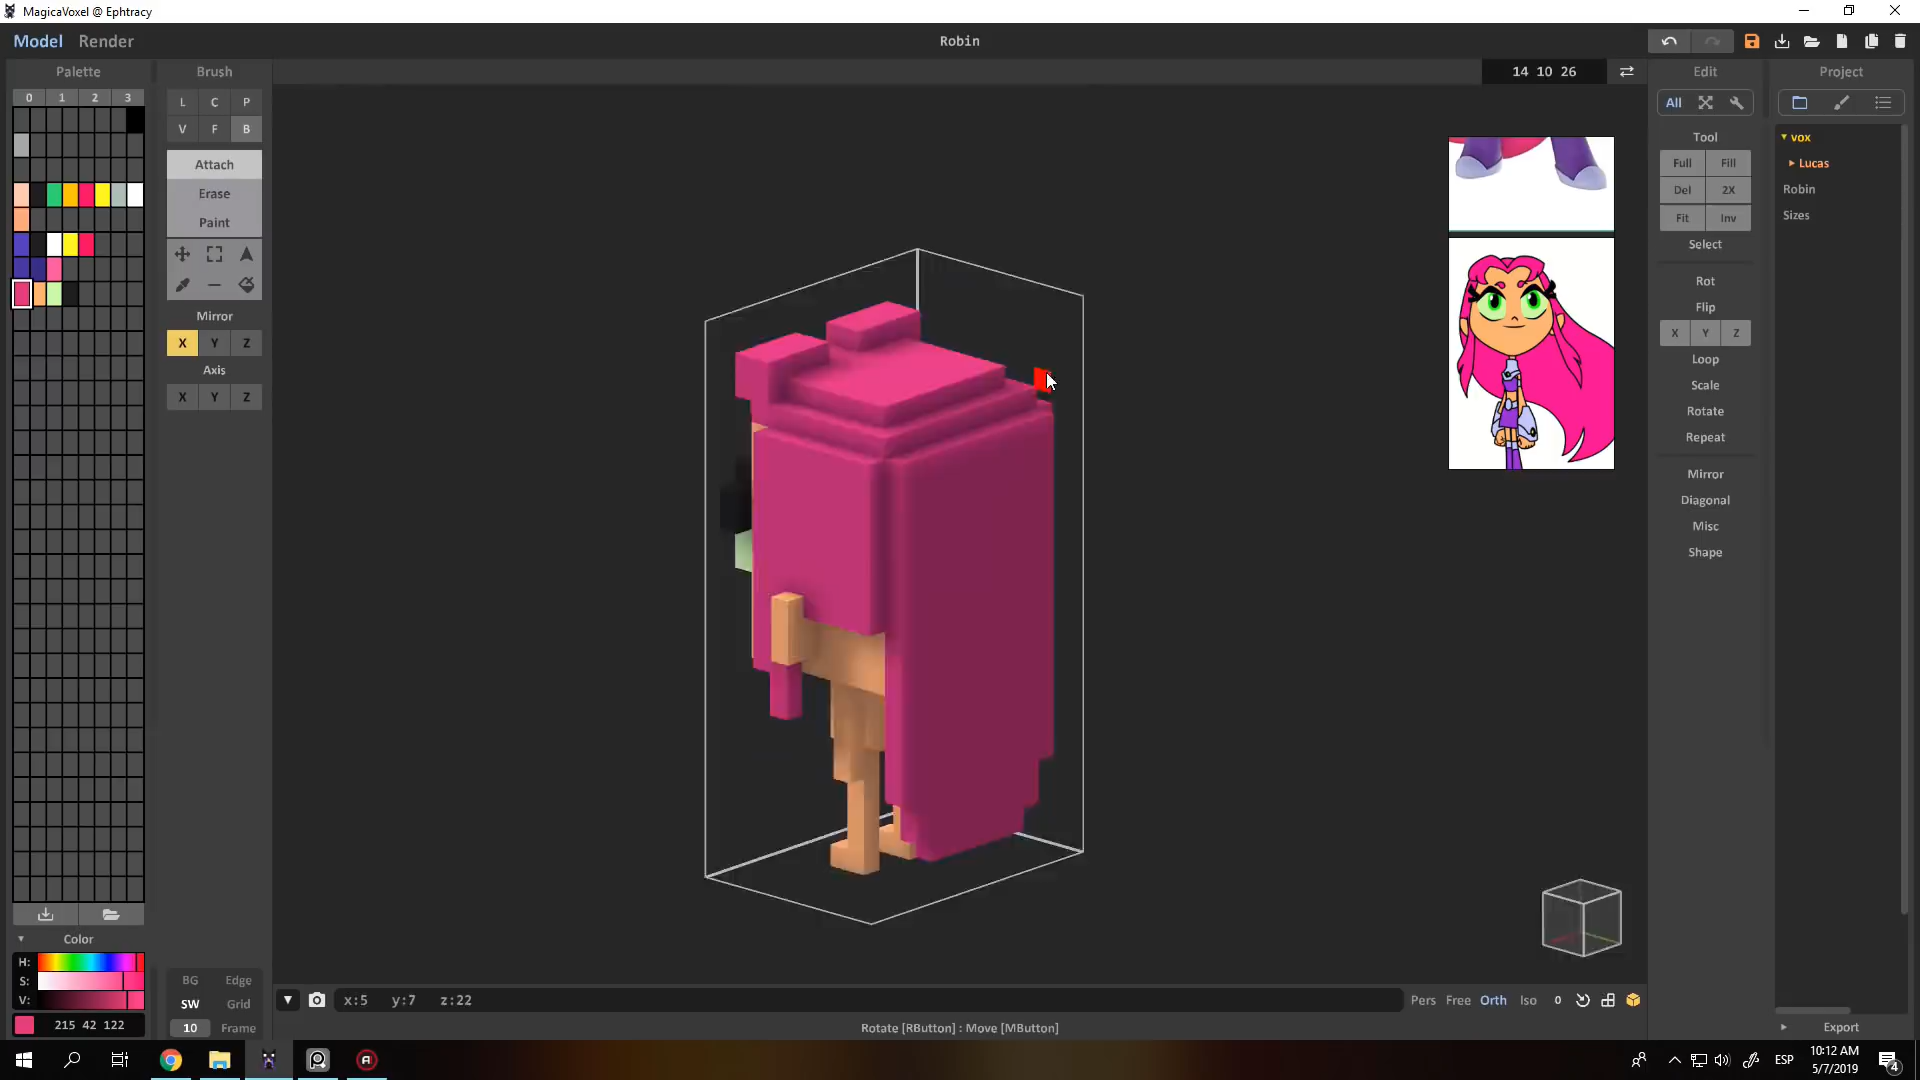 MagicaVoxel @ Ephtracy
Model Render
Robin
14 10 26
Palette
0 1 2 3
Brush
L C P
V F B
Attach
Erase
Paint
Mirror
X Y Z
Axis
X Y Z
Edit
All
Tool
Full Fill
Del 2X
Fit Inv
Select
Rot
Flip
X Y Z
Loop
Scale
Rotate
Repeat
Mirror
Diagonal
Misc
Shape
Project
vox
Lucas
Robin
Sizes
Export
Color
H:
S:
V:
215 42 122
BG Edge
SW Grid
10 Frame
x:5 y:7 z:22
Pers Free Orth Iso 0
Rotate [RButton] : Move [MButton]
ESP
10:12 AM
5/7/2019
4